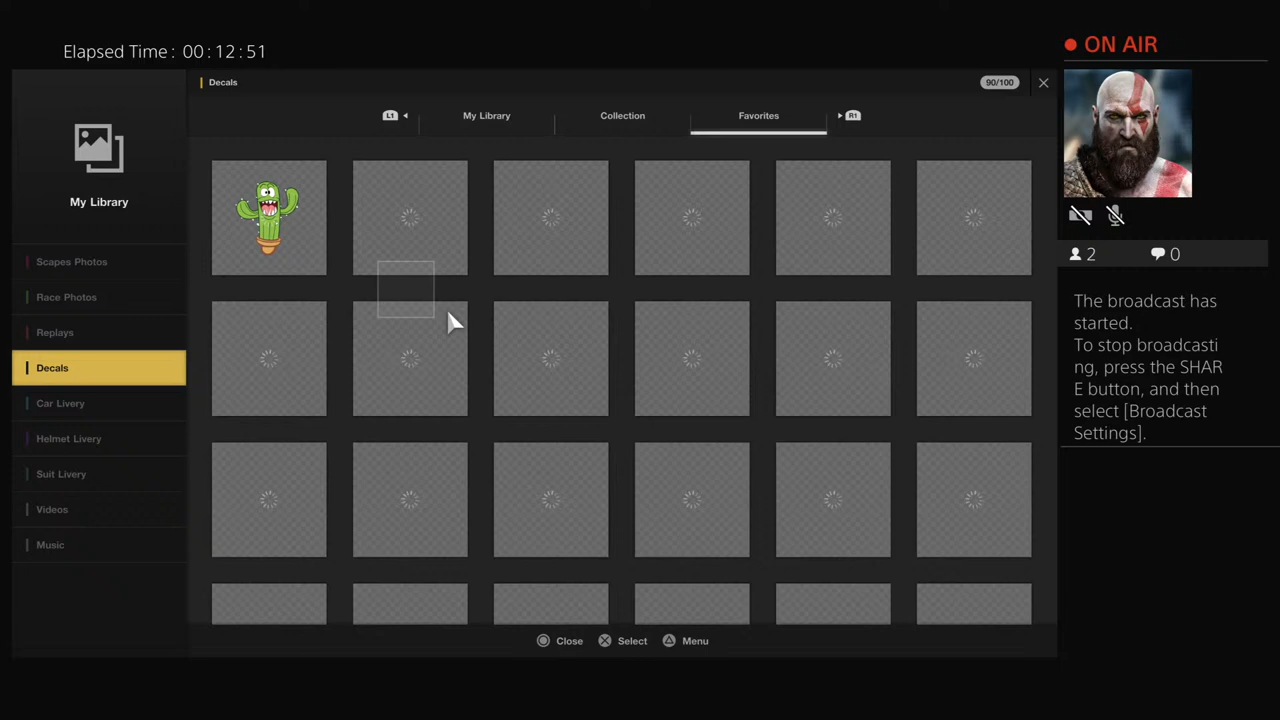 Elapsed Time : 00:12:51
ON AIR
Decals
90/100
L1
My Library
Collection
Favorites
R1
My Library
Scapes Photos
Race Photos
Replays
Decals
Car Livery
Helmet Livery
Suit Livery
Videos
Music
2
0
The broadcast has
started.
To stop broadcasti
ng, press the SHAR
E button, and then
select [Broadcast
Settings].
Close
Select
Menu